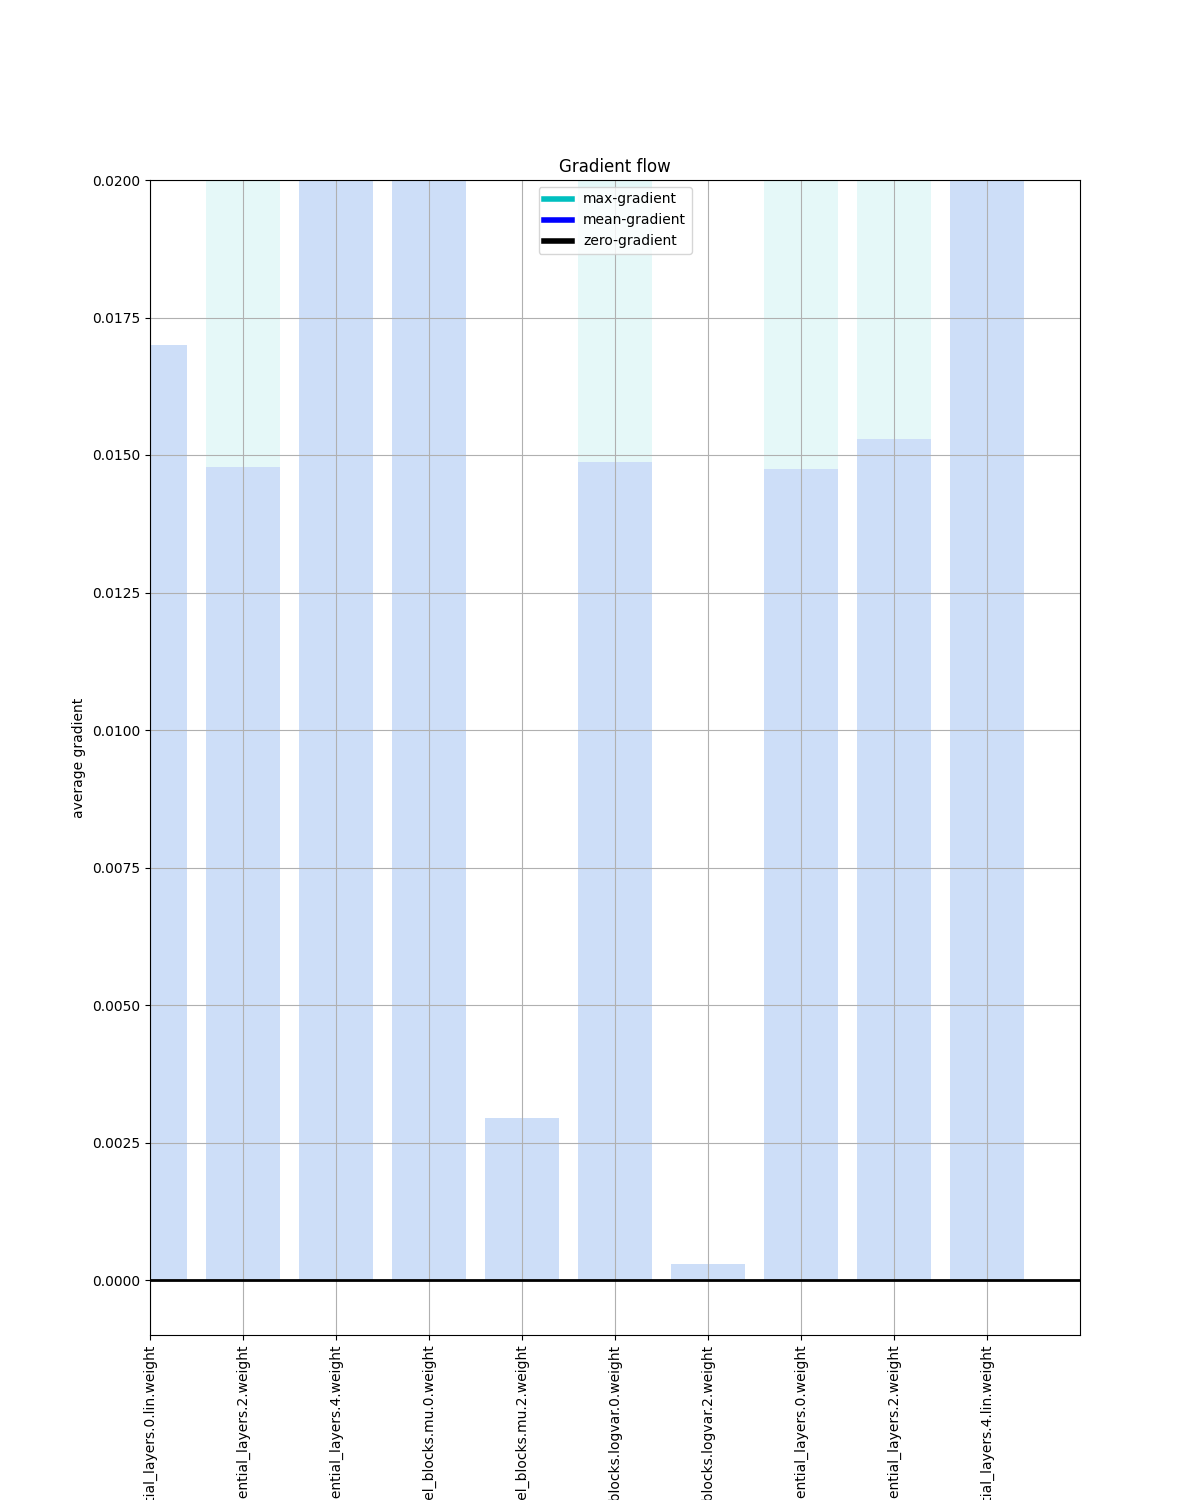 Gradient flow
max-gradient
mean-gradient
zero-gradient
average gradient
0.0200
0.0175
0.0150
0.0125
0.0100
0.0075
0.0050
0.0025
0.0000
tial_layers.0.lin.weight
ential_layers.2.weight
ential_layers.4.weight
el_blocks.mu.0.weight
el_blocks.mu.2.weight
blocks.logvar.0.weight
blocks.logvar.2.weight
ential_layers.0.weight
ential_layers.2.weight
tial_layers.4.lin.weight